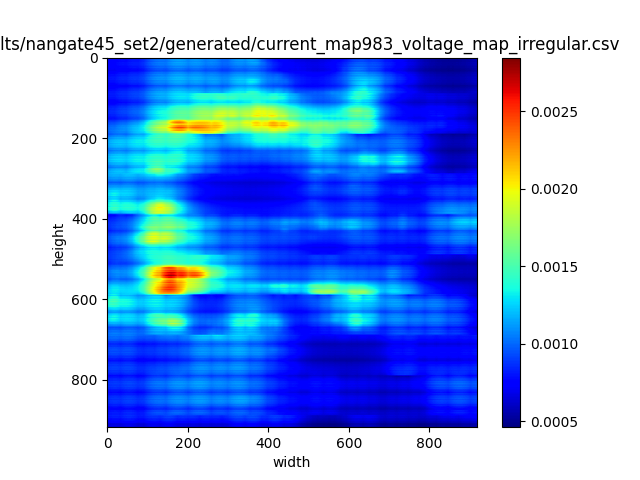 lts/nangate45_set2/generated/current_map983_voltage_map_irregular.csv
0
200
400
600
800
height
0 200 400 600 800
width
0.0025
0.0020
0.0015
0.0010
0.0005